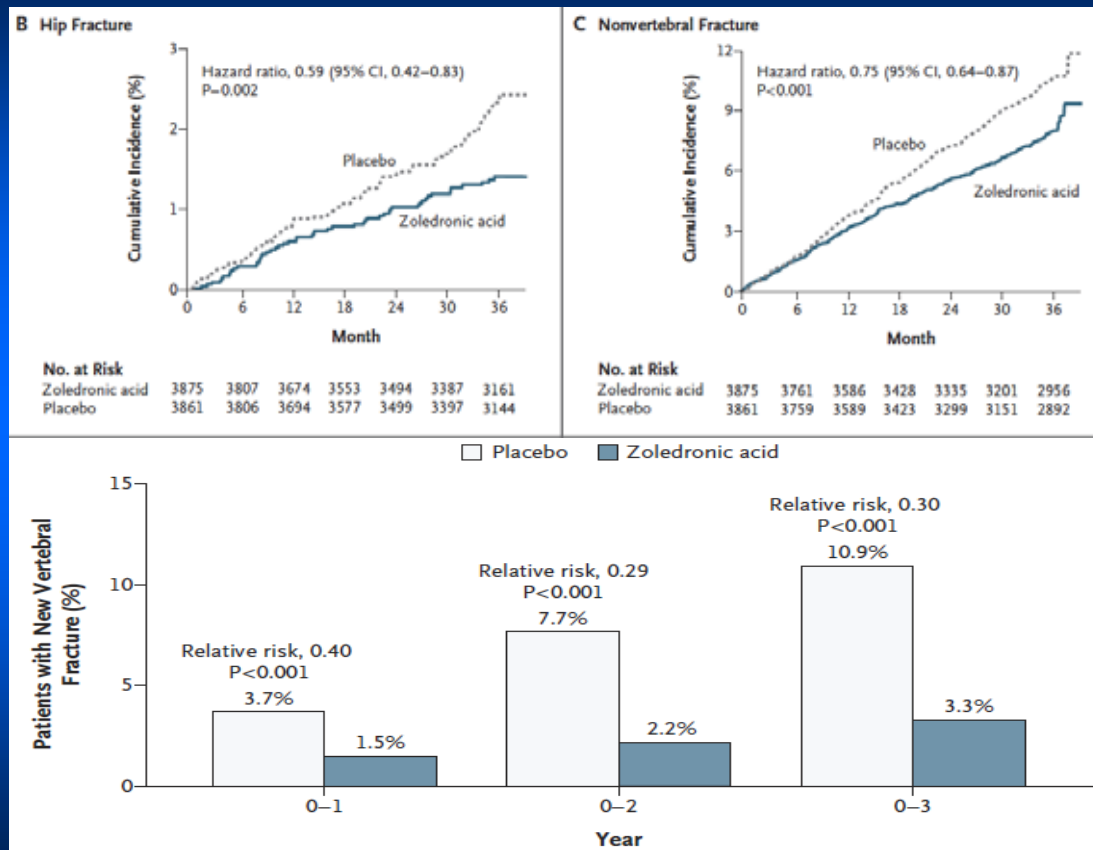 B Hip Fracture
3
2
1
0
Cumulative Incidence (%)
Hazard ratio, 0.59 (95% CI, 0.42–0.83)
P=0.002
Placebo
Zoledronic acid
0 6 12 18 24 30 36
Month
No. at Risk
Zoledronic acid 3875 3807 3674 3553 3494 3387 3161
Placebo 3861 3806 3694 3577 3499 3397 3144
C Nonvertebral Fracture
12
9
6
3
0
Cumulative Incidence (%)
Hazard ratio, 0.75 (95% CI, 0.64–0.87)
P<0.001
Placebo
Zoledronic acid
0 6 12 18 24 30 36
Month
No. at Risk
Zoledronic acid 3875 3761 3586 3428 3335 3201 2956
Placebo 3861 3759 3589 3423 3299 3151 2892
Placebo Zoledronic acid
15
10
5
0
Patients with New Vertebral
Fracture (%)
Relative risk, 0.40
P<0.001
3.7%
1.5%
Relative risk, 0.29
P<0.001
7.7%
2.2%
Relative risk, 0.30
P<0.001
10.9%
3.3%
0–1 0–2 0–3
Year